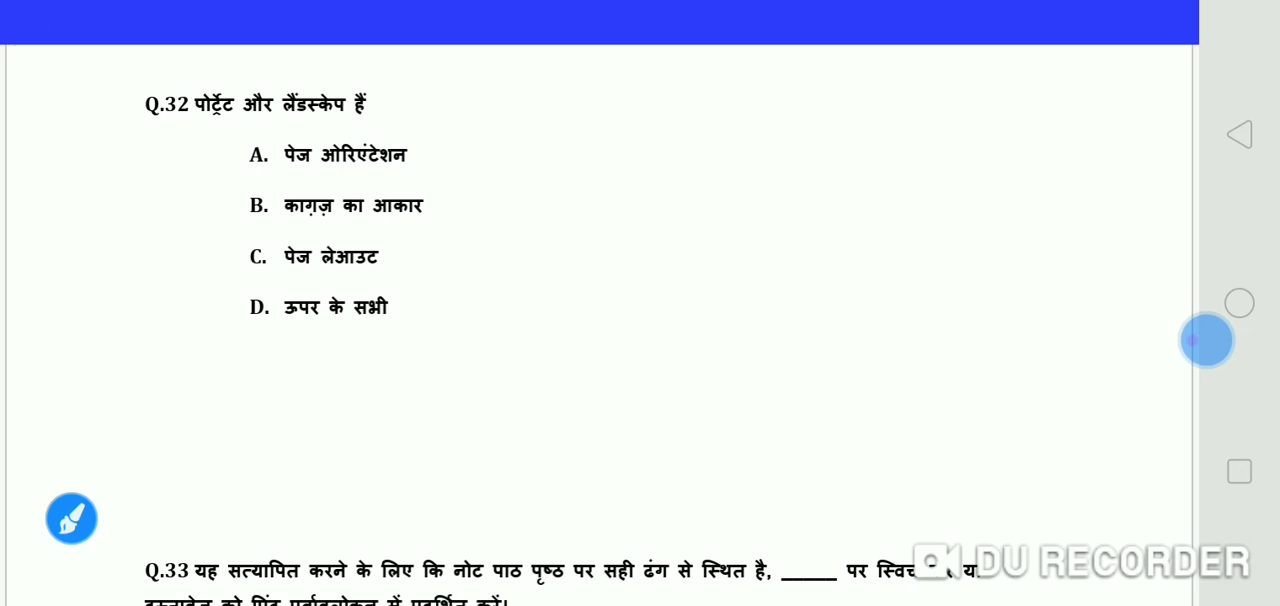 Q.32 पोर्ट्रेट और लैंडस्केप हैं
A. पेज ओरिएंटेशन
B. काग़ज़ का आकार
C. पेज लेआउट
D. ऊपर के सभी
Q.33 यह सत्यापित करने के लिए कि नोट पाठ पृष्ठ पर सही ढंग से स्थित है, ______ पर
DU RECORDER